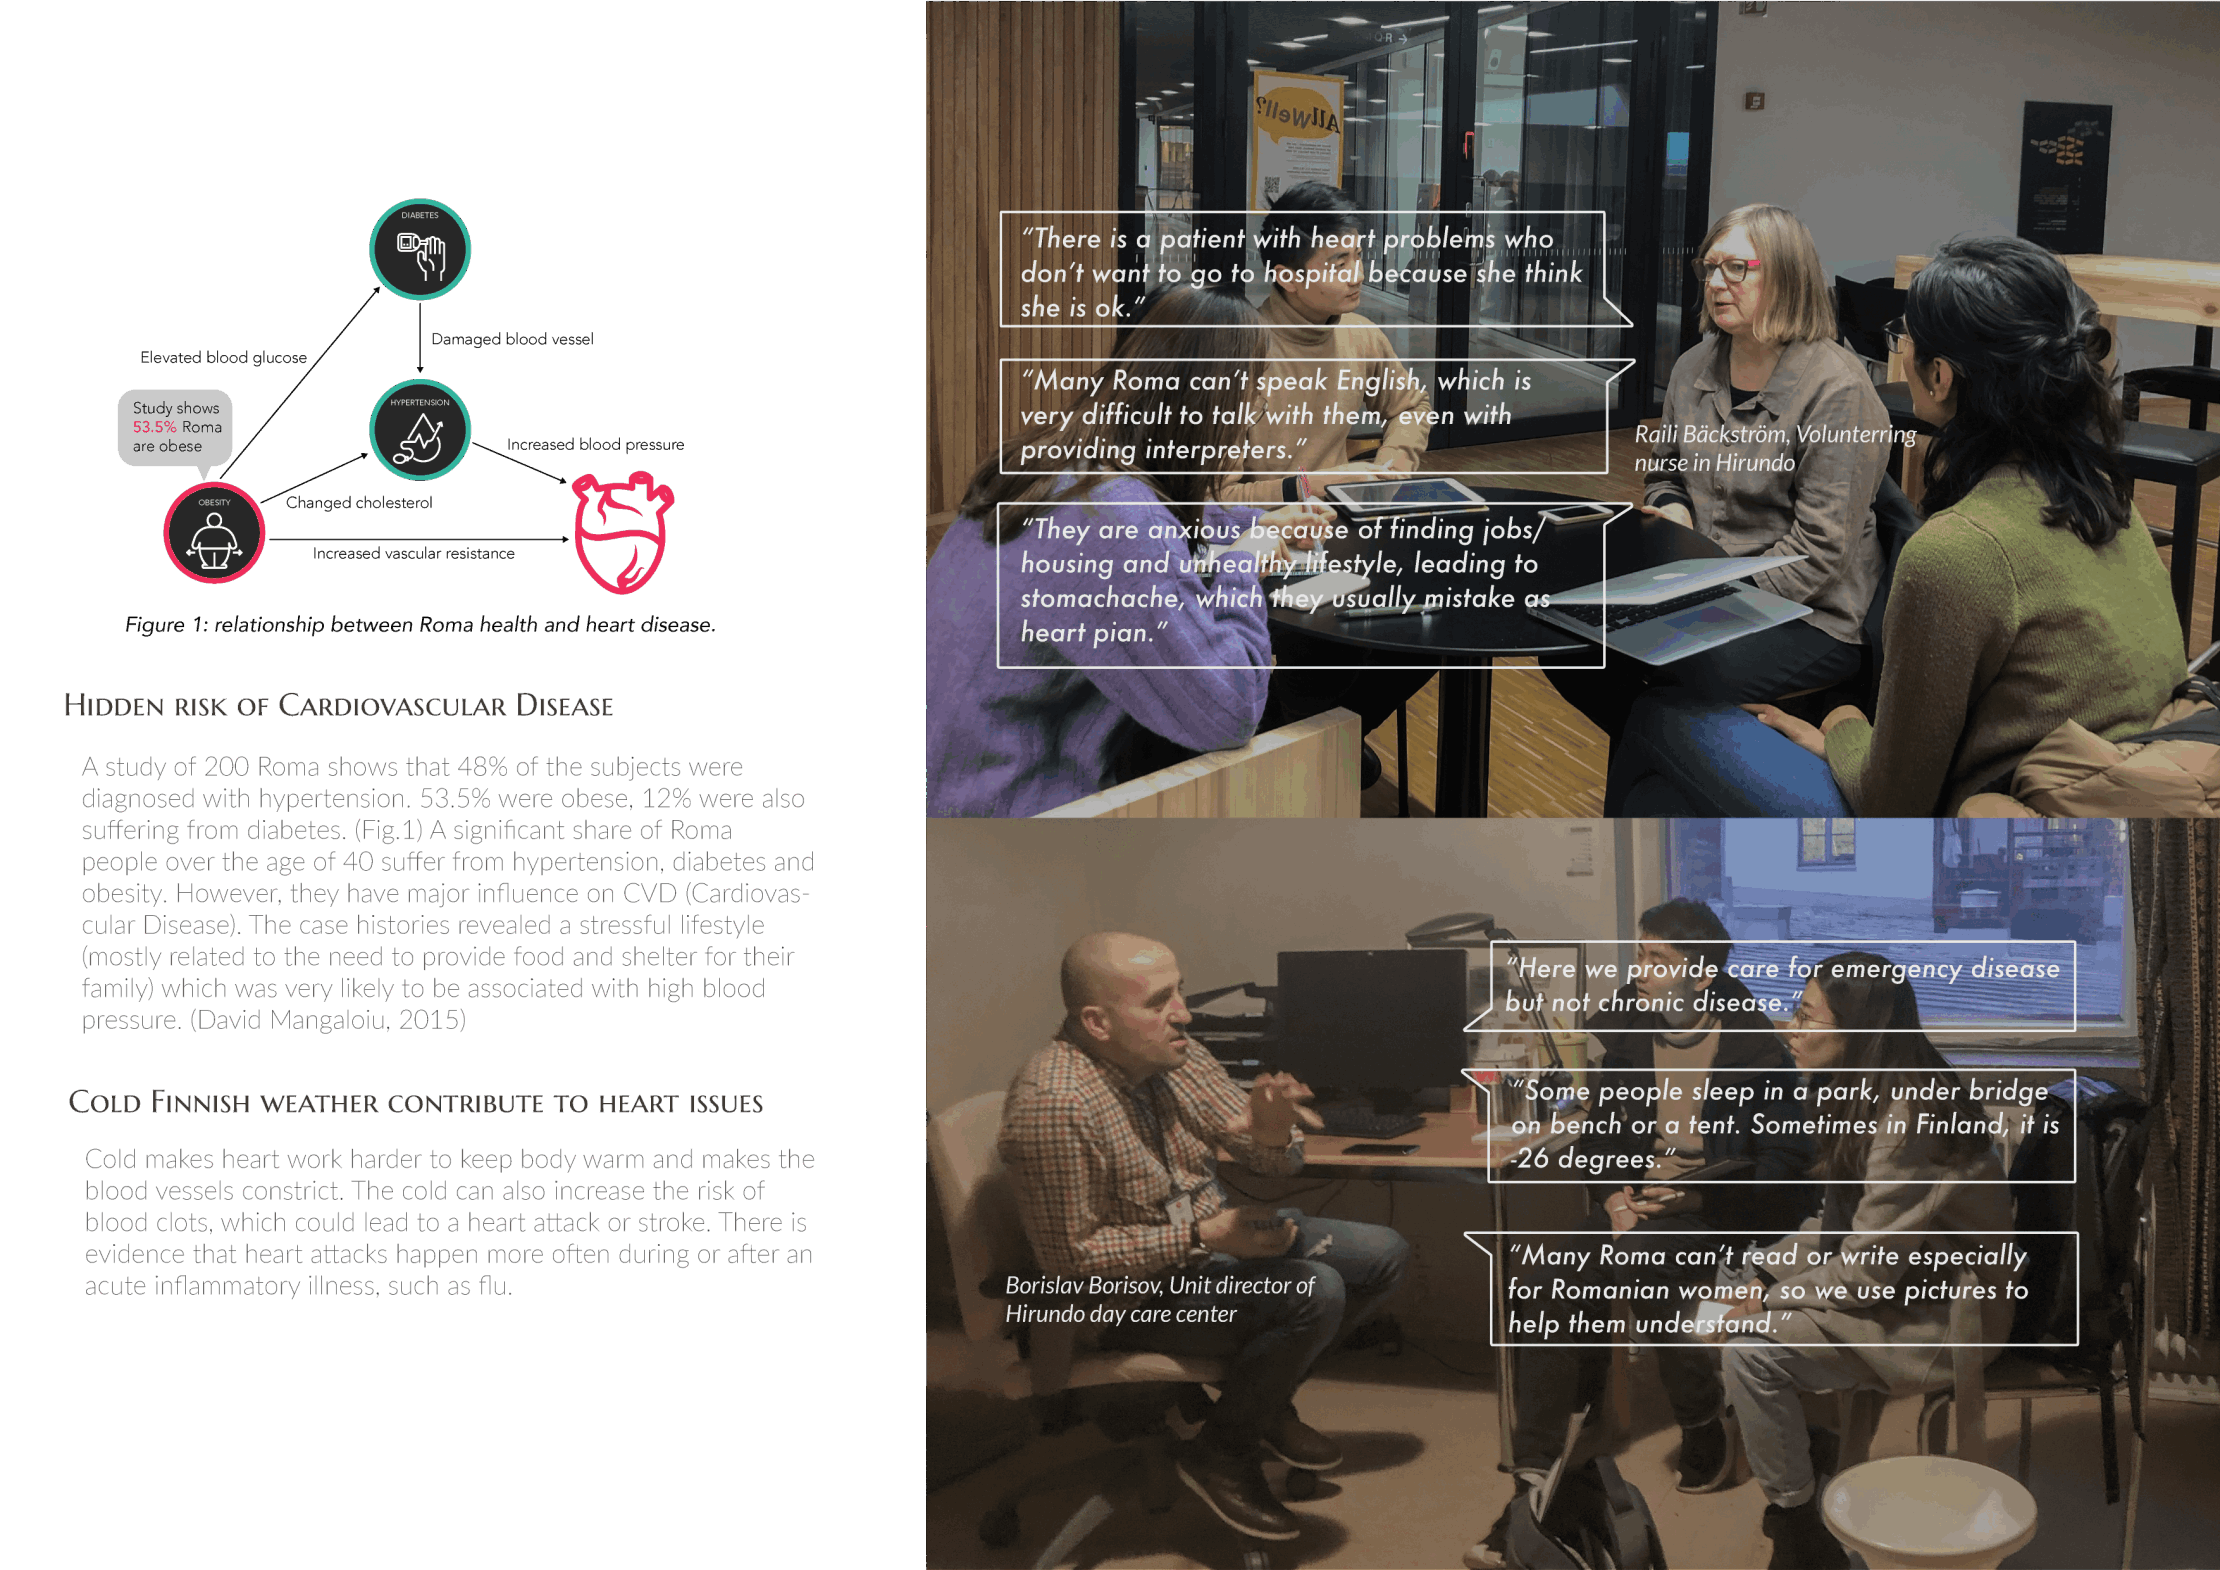 DIABETES
Damaged blood vessel
Elevated blood glucose
Study shows
53.5% Roma
are obese
HYPERTENSION
Increased blood pressure
OBESITY
Changed cholesterol
Increased vascular resistance
Figure 1: relationship between Roma health and heart disease.
Hidden risk of Cardiovascular Disease
A study of 200 Roma shows that 48% of the subjects were
diagnosed with hypertension. 53.5% were obese, 12% were also
suffering from diabetes. (Fig.1) A significant share of Roma
people over the age of 40 suffer from hypertension, diabetes and
obesity. However, they have major influence on CVD (Cardiovas-
cular Disease). The case histories revealed a stressful lifestyle
(mostly related to the need to provide food and shelter for their
family) which was very likely to be associated with high blood
pressure. (David Mangaloiu, 2015)
Cold Finnish weather contribute to heart issues
Cold makes heart work harder to keep body warm and makes the
blood vessels constrict. The cold can also increase the risk of
blood clots, which could lead to a heart attack or stroke. There is
evidence that heart attacks happen more often during or after an
acute inflammatory illness, such as flu.
All Well?
“There is a patient with heart problems who
don’t want to go to hospital because she think
she is ok.”
“Many Roma can’t speak English, which is
very difficult to talk with them, even with
providing interpreters.”
“They are anxious because of finding jobs/
housing and unhealthy lifestyle, leading to
stomachache, which they usually mistake as
heart pian.”
Raili Bäckström, Volunterring
nurse in Hirundo
“Here we provide care for emergency disease
but not chronic disease.”
“Some people sleep in a park, under bridge
on bench or a tent. Sometimes in Finland, it is
-26 degrees.”
“Many Roma can’t read or write especially
for Romanian women, so we use pictures to
help them understand.”
Borislav Borisov, Unit director of
Hirundo day care center